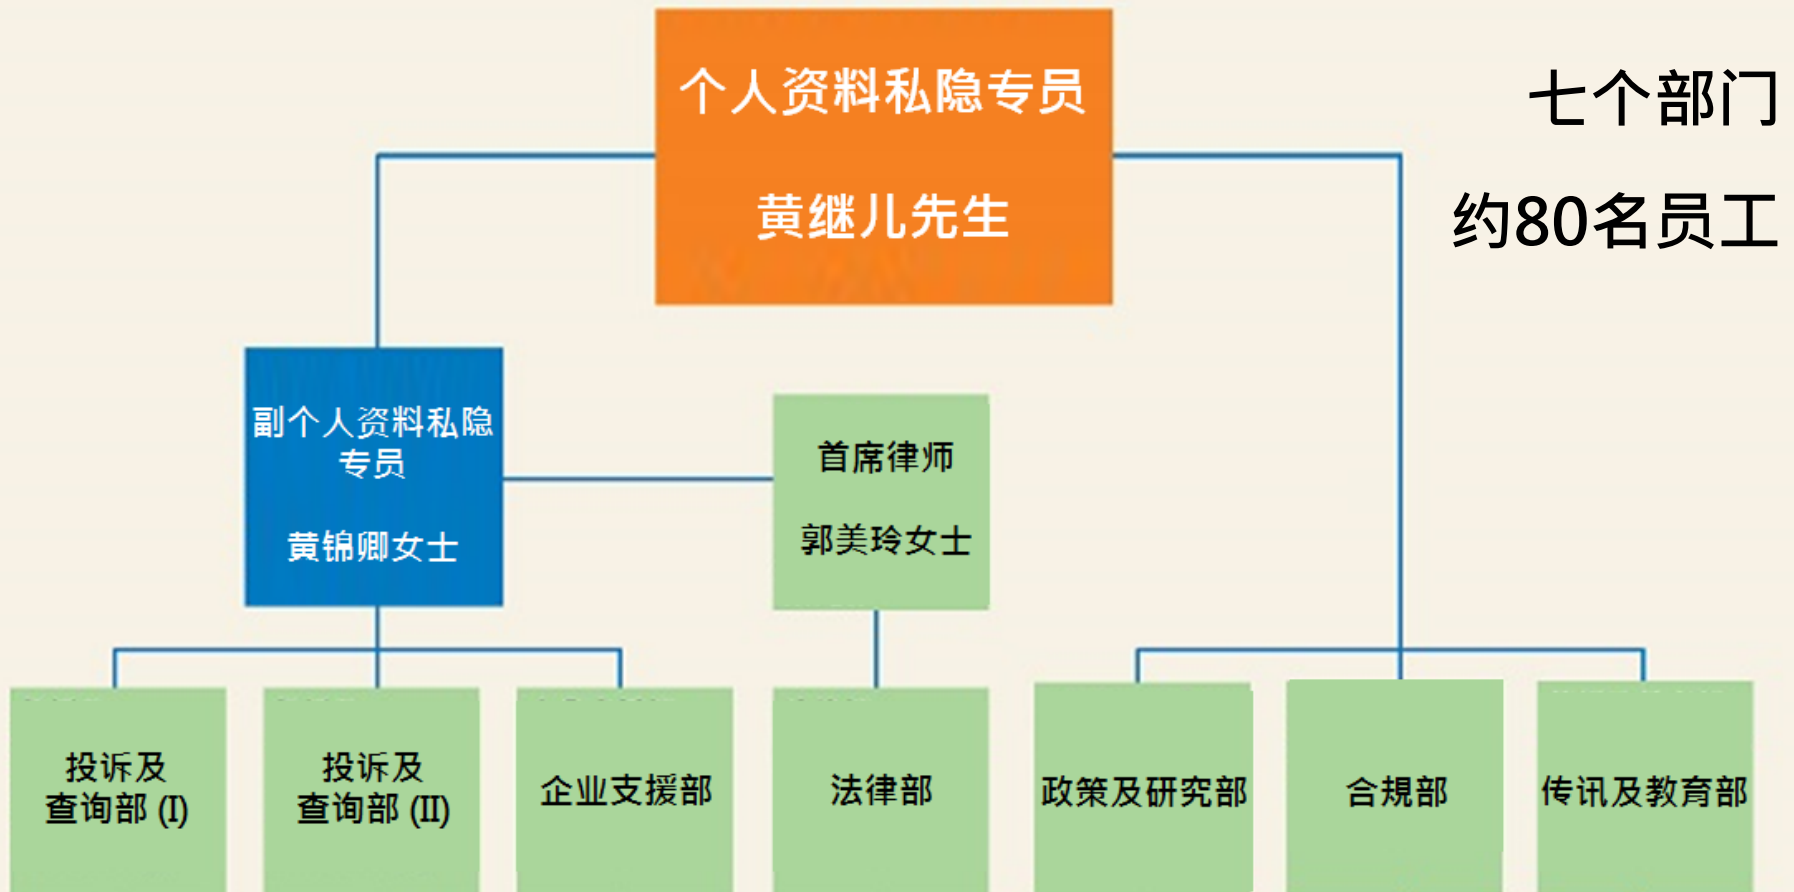 个人资料私隐专员
黄继儿先生
七个部门
约80名员工
副个人资料私隐
专员
黄锦卿女士
首席律师
郭美玲女士
投诉及
查询部 (I)
投诉及
查询部 (II)
企业支援部
法律部
政策及研究部
合規部
传讯及教育部